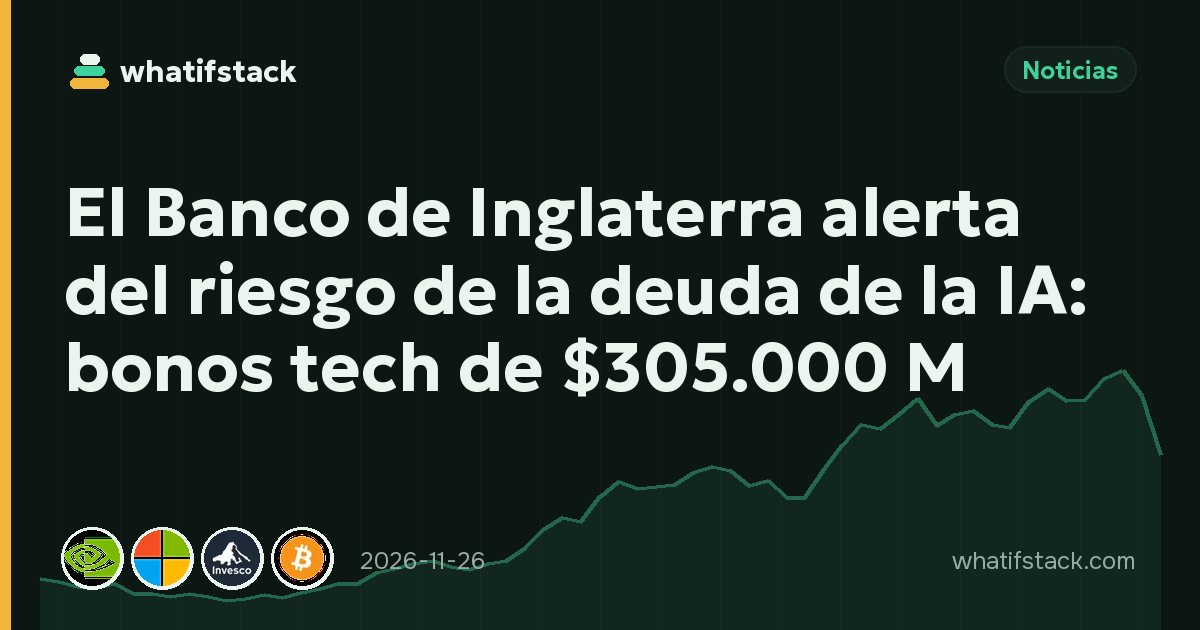 whatifstack
Noticias
El Banco de Inglaterra alerta
del riesgo de la deuda de la IA:
bonos tech de $305.000 M
Invesco
2026-11-26
whatifstack.com